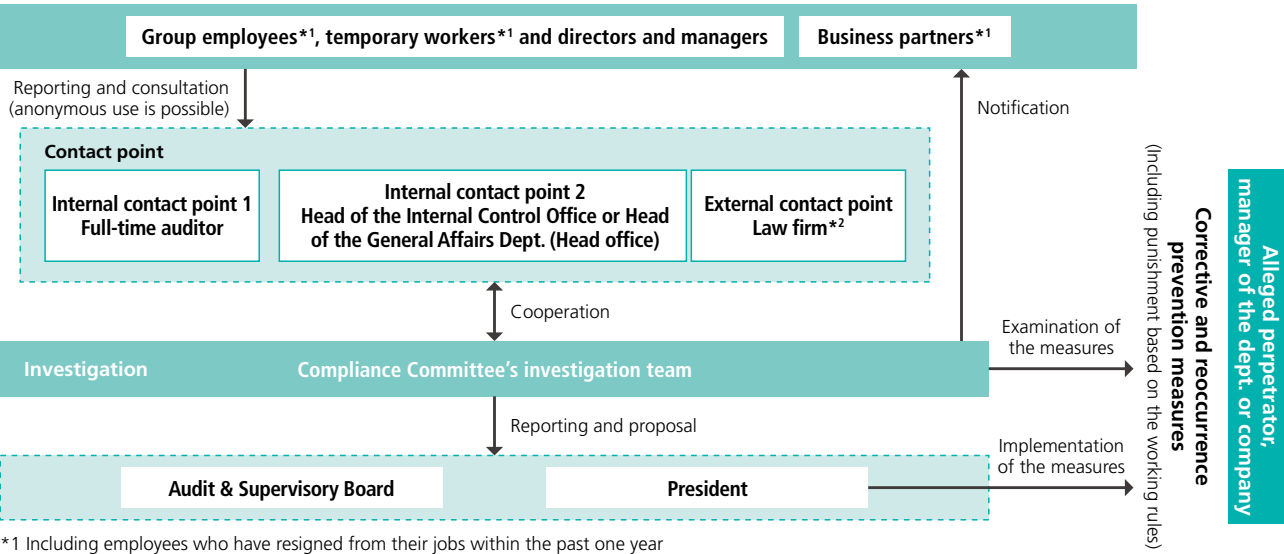 Group employees*1, temporary workers*1 and directors and managers
Business partners*1
Reporting and consultation
(anonymous use is possible)
Notification
Contact point
Internal contact point 1
Full-time auditor
Internal contact point 2
Head of the Internal Control Office or Head
of the General Affairs Dept. (Head office)
External contact point
Law firm*2
Cooperation
Investigation
Compliance Committee's investigation team
Examination of
the measures
Reporting and proposal
Audit & Supervisory Board
President
Implementation
of the measures
Corrective and reoccurrence
prevention measures
(Including punishment based on the working rules)
Alleged perpetrator,
manager of the dept. or company
*1 Including employees who have resigned from their jobs within the past one year